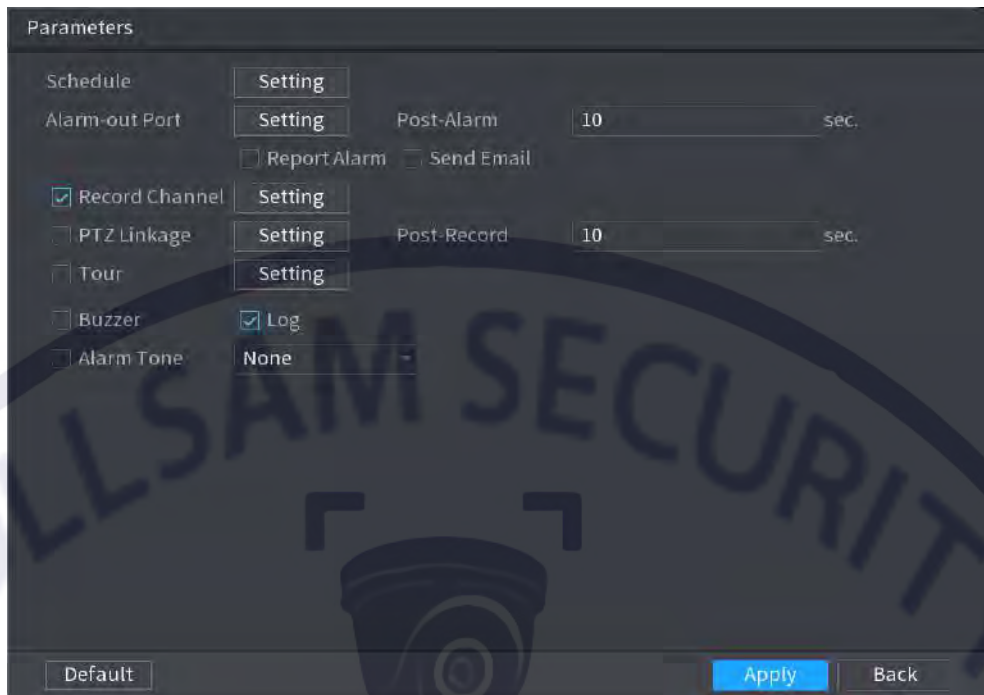 Parameters
Schedule Setting
Alarm-out Port Setting Post-Alarm 10 sec.
Report Alarm Send Email
Record Channel Setting
PTZ Linkage Setting Post-Record 10 sec.
Tour Setting
Buzzer Log
Alarm Tone None
LLSAM SECURIT
Default Apply Back